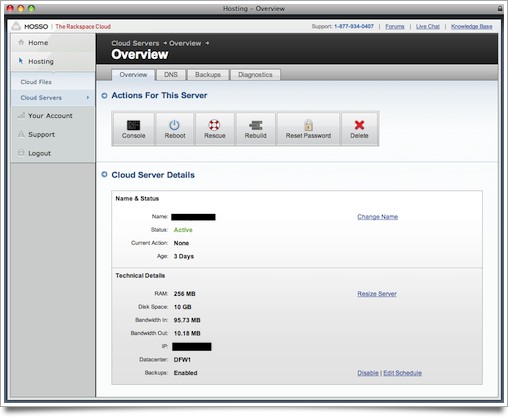 Hosting – Overview
MOSSO | The Rackspace Cloud
Support: 1-877-934-0407 | Forums | Live Chat | Knowledge Base
Home
Hosting
Cloud Files
Cloud Servers
Your Account
Support
Logout
Cloud Servers → Overview →
Overview
Overview DNS Backups Diagnostics
Actions For This Server
Console Reboot Rescue Rebuild Reset Password Delete
Cloud Server Details
Name & Status
Name: Change Name
Status: Active
Current Action: None
Age: 3 Days
Technical Details
RAM: 256 MB Resize Server
Disk Space: 10 GB
Bandwidth In: 95.73 MB
Bandwidth Out: 10.18 MB
IP:
Datacenter: DFW1
Backups: Enabled Disable | Edit Schedule